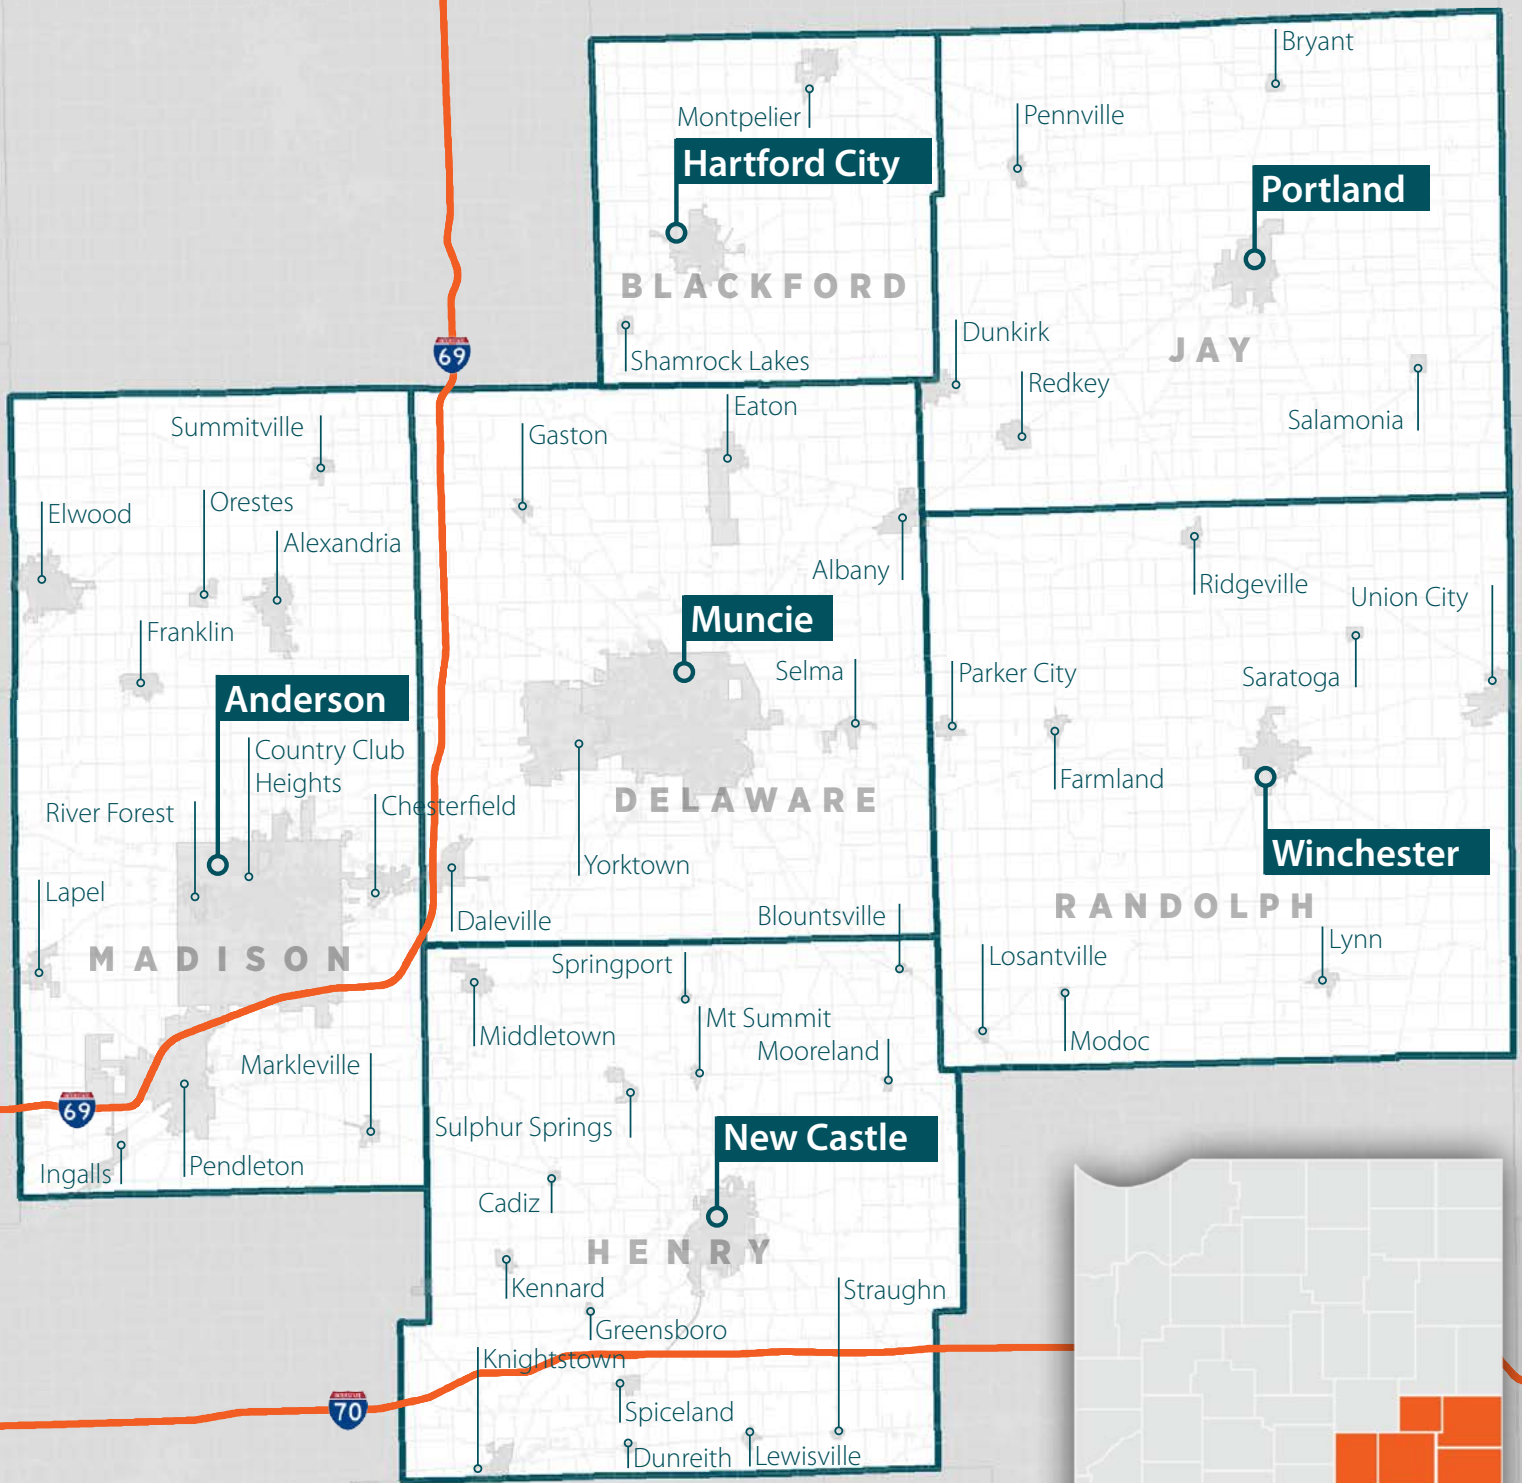 Bryant
Montpelier
Pennville
Hartford City
Portland
BLACKFORD
Dunkirk
JAY
69
Shamrock Lakes
Redkey
Eaton
Salamonia
Summitville
Gaston
Orestes
Elwood
Alexandria
Albany
Ridgeville
Union City
Muncie
Franklin
Selma
Parker City
Saratoga
Anderson
Country Club
Heights
Farmland
DELAWARE
River Forest
Chesterfield
Winchester
Yorktown
Lapel
RANDOLPH
Daleville
Blountsville
Lynn
MADISON
Springport
Losantville
Mt Summit
Middletown
Modoc
Mooreland
Markleville
69
Sulphur Springs
New Castle
Ingalls
Pendleton
Cadiz
HENRY
Kennard
Straughn
Greensboro
Knightstown
70
Spiceland
Dunreith
Lewisville